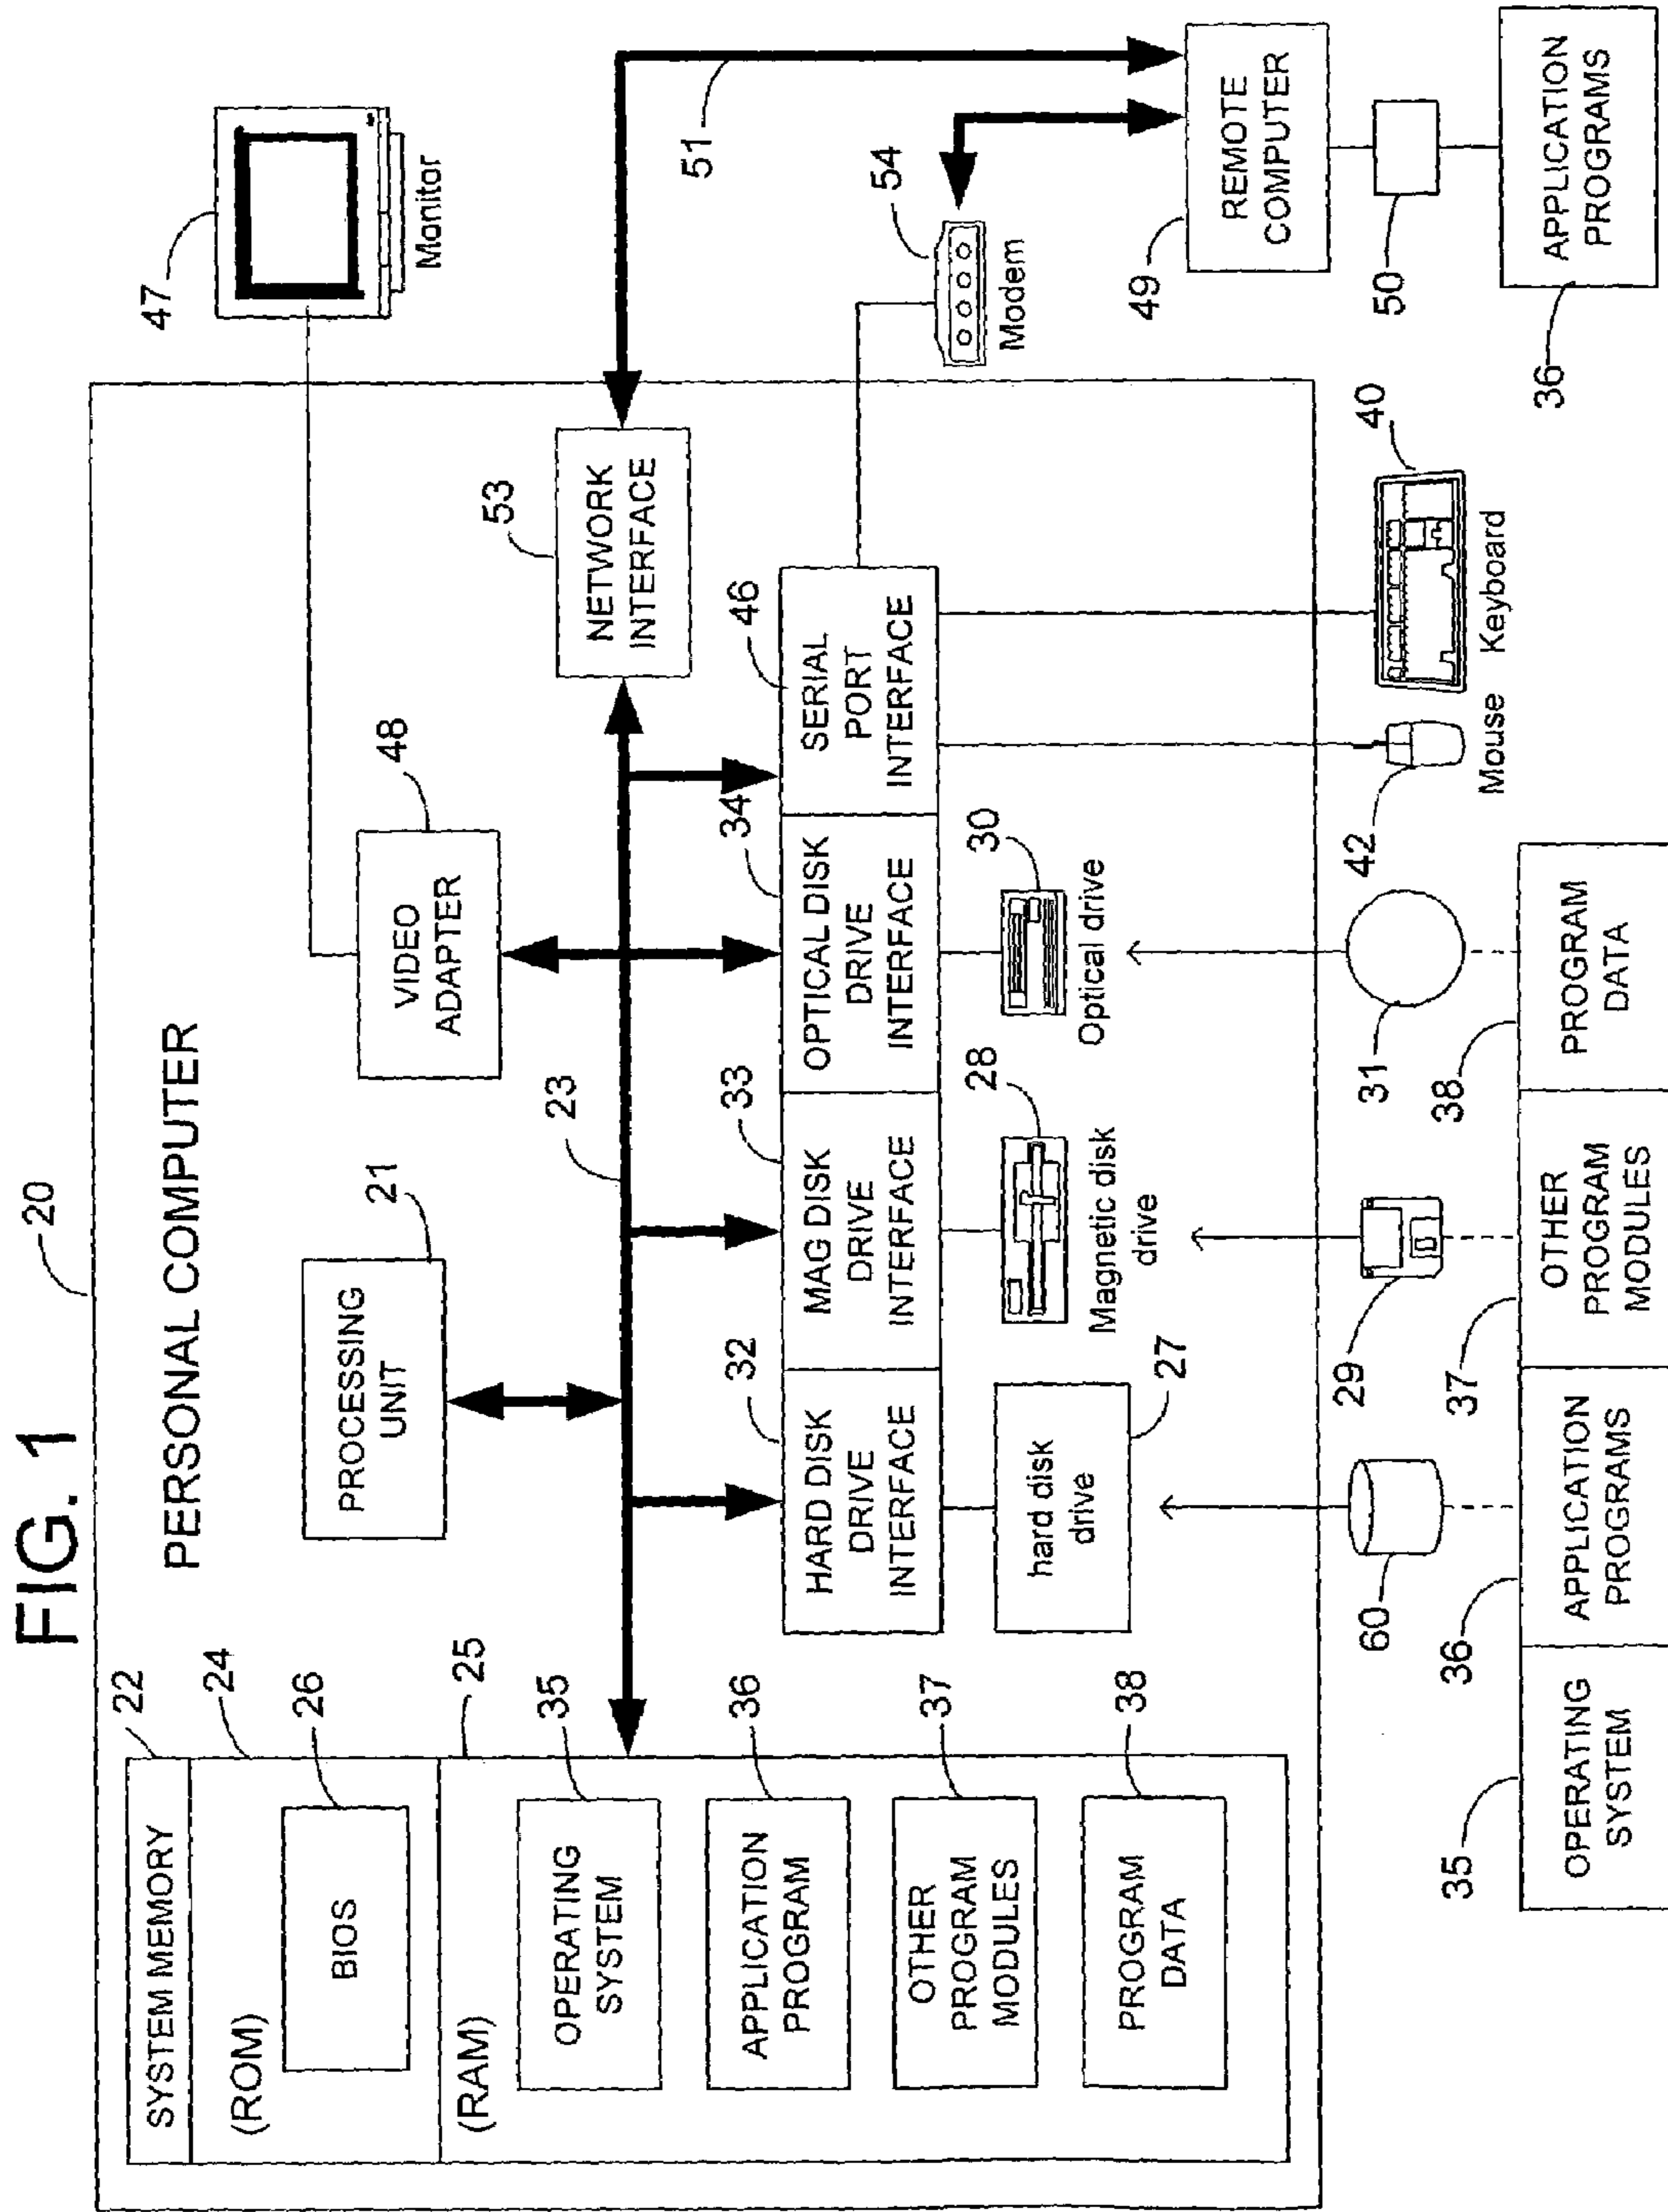 FIG. 1
20
PERSONAL COMPUTER
22
SYSTEM MEMORY
24
(ROM)
26
BIOS
25
(RAM)
35
OPERATING
SYSTEM
36
APPLICATION
PROGRAM
37
OTHER
PROGRAM
MODULES
38
PROGRAM
DATA
21
PROCESSING
UNIT
23
48
VIDEO
ADAPTER
47
Monitor
53
NETWORK
INTERFACE
51
32
HARD DISK
DRIVE
INTERFACE
33
MAG DISK
DRIVE
INTERFACE
34
OPTICAL DISK
DRIVE
INTERFACE
46
SERIAL
PORT
INTERFACE
54
Modem
27
hard disk
drive
28
Magnetic disk
drive
30
Optical drive
49
REMOTE
COMPUTER
50
36
APPLICATION
PROGRAMS
60
29
31
42
Mouse
40
Keyboard
35
OPERATING
SYSTEM
36
APPLICATION
PROGRAMS
37
OTHER
PROGRAM
MODULES
38
PROGRAM
DATA